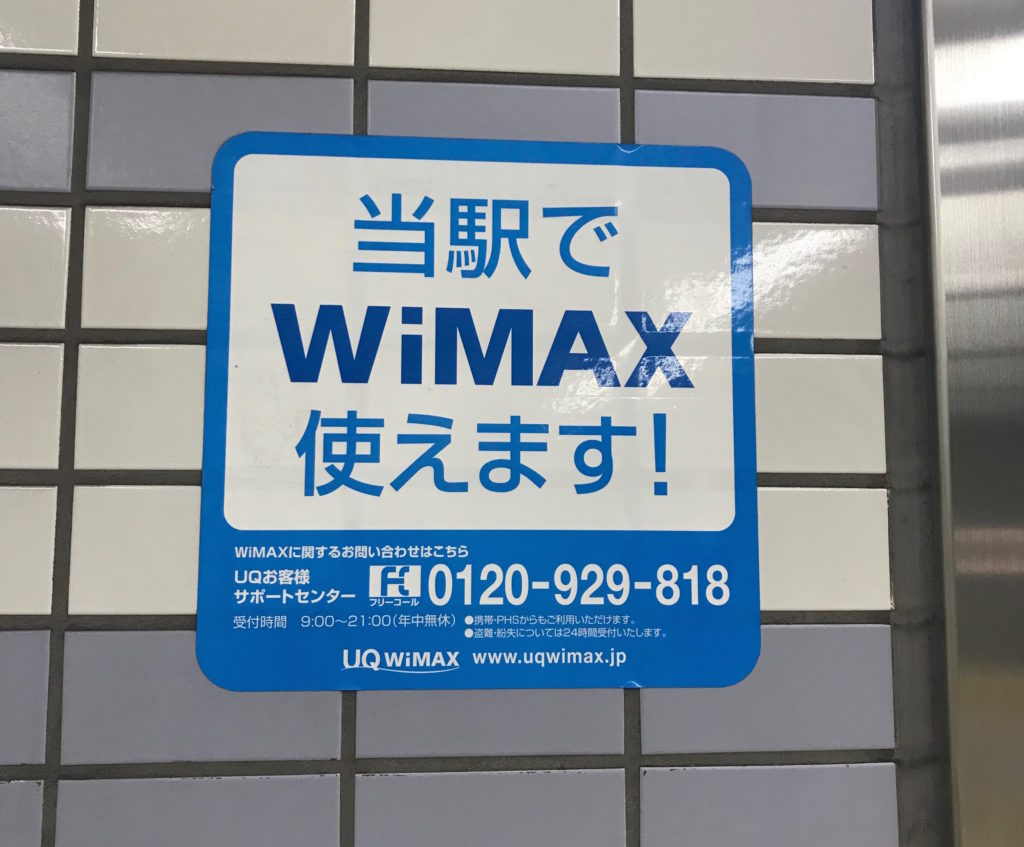 当駅で
WiMAX
使えます!
WiMAXに関するお問い合わせはこちら
UQお客様
サポートセンター
フリーコール
0120-929-818
受付時間 9:00〜21:00(年中無休)
●携帯・PHSからもご利用いただけます。
●盗難・紛失については24時間受付いたします。
UQ WiMAX www.uqwimax.jp